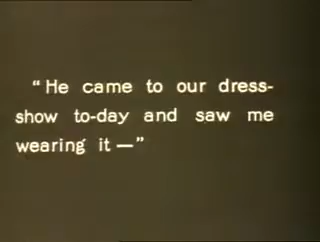 “He came to our dress-
show to-day and saw me
wearing it —”